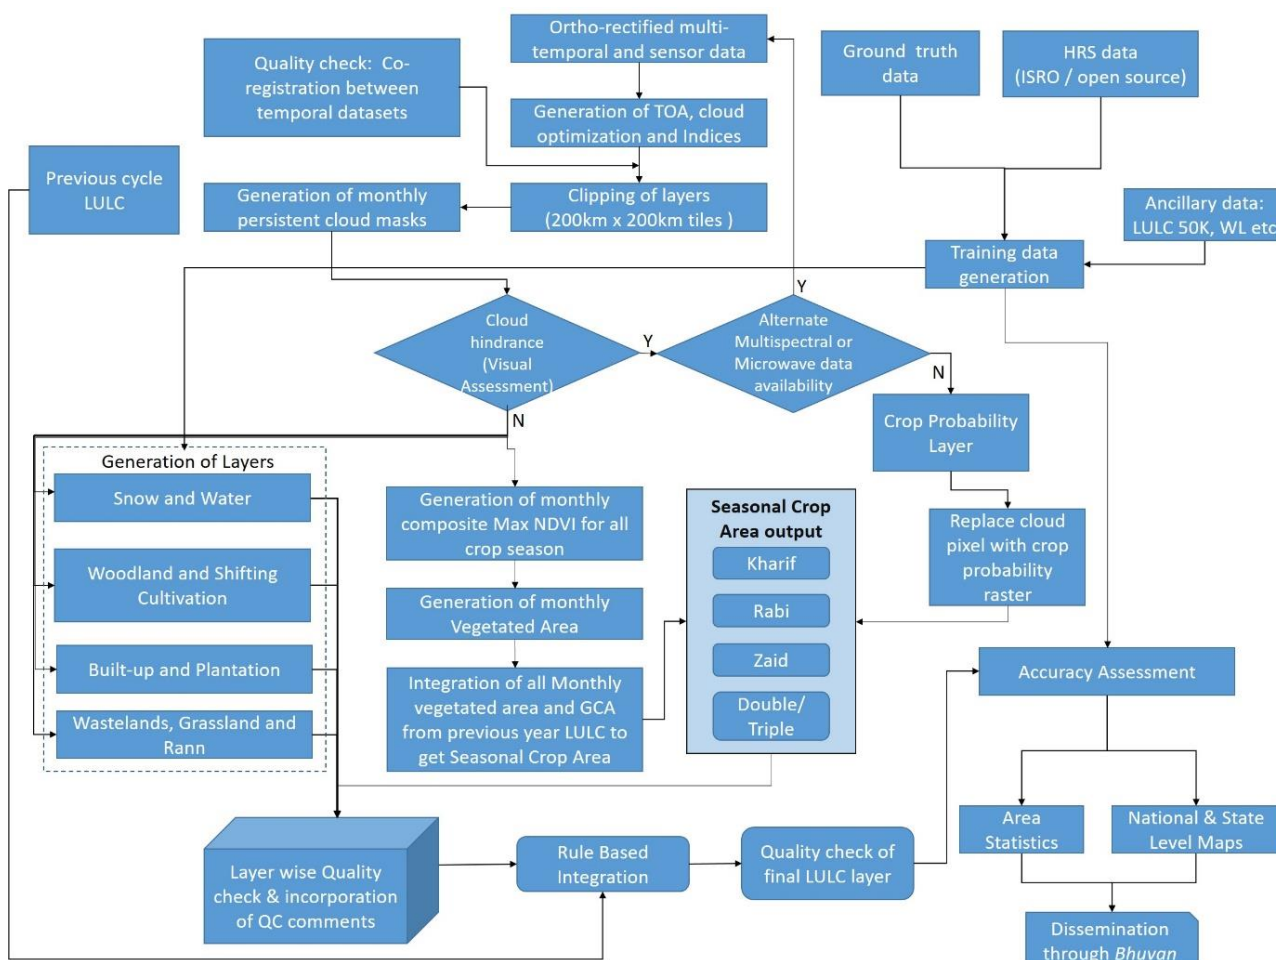 Ortho-rectified multi-
temporal and sensor data
Quality check:  Co-
registration between
temporal datasets
Ground truth
data
HRS data
(ISRO / open source)
Generation of TOA, cloud
optimization and Indices
Previous cycle
LULC
Generation of monthly
persistent cloud masks
Clipping of layers
(200km x 200km tiles )
Ancillary data:
LULC 50K, WL etc
Training data
generation
Y
Cloud
hindrance
(Visual
Assessment)
Y
Alternate
Multispectral or
Microwave data
availability
N
N
Crop Probability
Layer
Generation of Layers
Snow and Water
Woodland and Shifting
Cultivation
Built-up and Plantation
Wastelands, Grassland and
Rann
Generation of monthly
composite Max NDVI for all
crop season
Generation of monthly
Vegetated Area
Integration of all Monthly
vegetated area and GCA
from previous year LULC to
get Seasonal Crop Area
Seasonal Crop
Area output
Kharif
Rabi
Zaid
Double/
Triple
Replace cloud
pixel with crop
probability
raster
Accuracy Assessment
Layer wise Quality
check & incorporation
of QC comments
Rule Based
Integration
Quality check of
final LULC layer
Area
Statistics
National & State
Level Maps
Dissemination
through Bhuvan